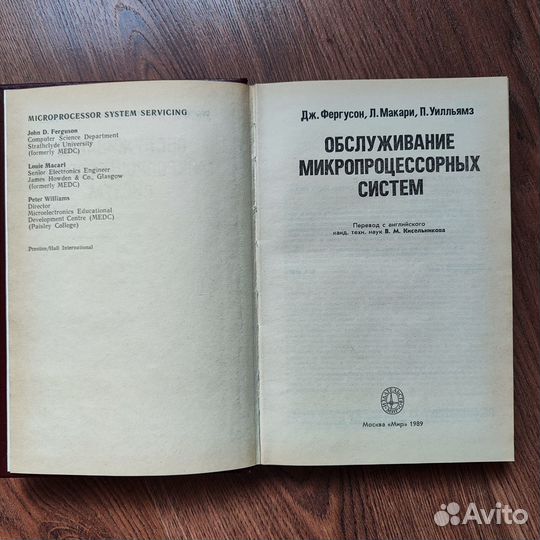 MICROPROCESSOR SYSTEM SERVICING
John D. Ferguson
Computer Science Department
Strathclyde University
(formerly MEDC)
Louie Macari
Senior Electronics Engineer
James Howden & Co., Glasgow
(formerly MEDC)
Peter Williams
Director
Microelectronics Educational
Development Centre (MEDC)
(Paisley College)
Prentice/Hall International
Дж. Фергусон, Л. Макари, П. Уилльямз
ОБСЛУЖИВАНИЕ
МИКРОПРОЦЕССОРНЫХ
СИСТЕМ
Перевод с английского
канд. техн. наук В. М. Кисельникова
Москва «Мир» 1989
Avito